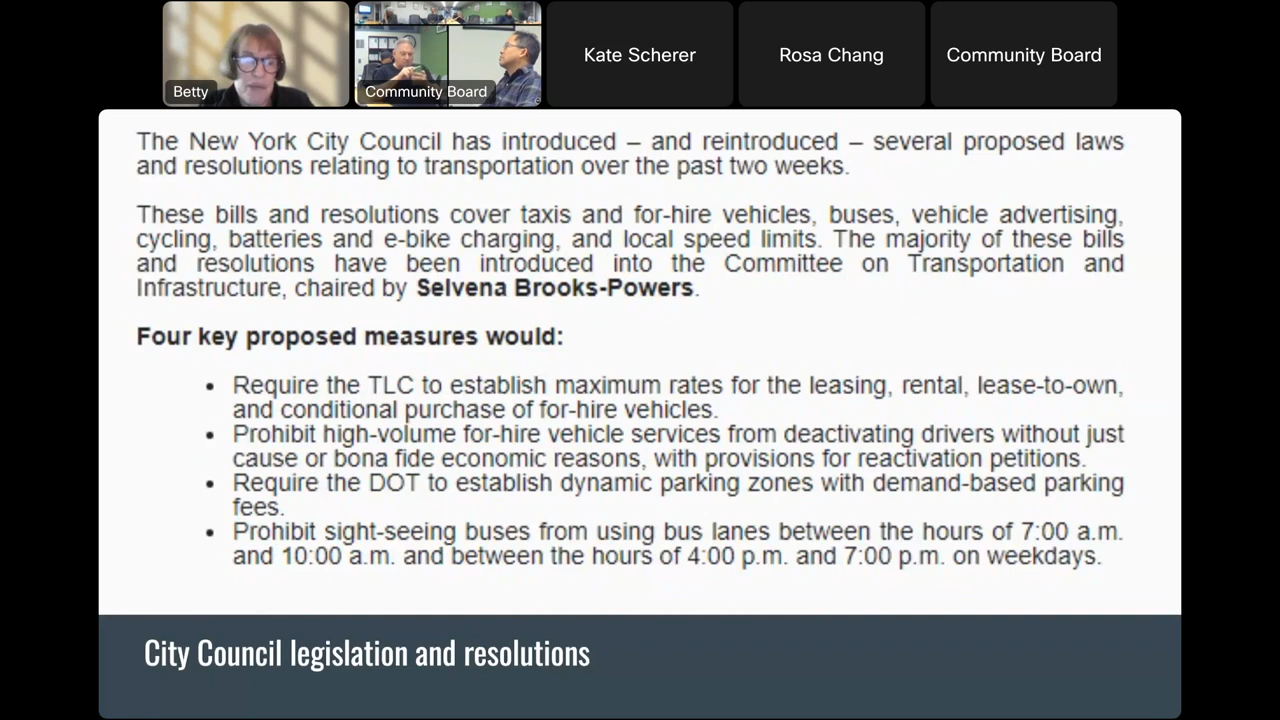 Betty
Community Board
Kate Scherer
Rosa Chang
Community Board
The New York City Council has introduced – and reintroduced – several proposed laws
and resolutions relating to transportation over the past two weeks.
These bills and resolutions cover taxis and for-hire vehicles, buses, vehicle advertising,
cycling, batteries and e-bike charging, and local speed limits. The majority of these bills
and resolutions have been introduced into the Committee on Transportation and
Infrastructure, chaired by Selvena Brooks-Powers.
Four key proposed measures would:
• Require the TLC to establish maximum rates for the leasing, rental, lease-to-own,
and conditional purchase of for-hire vehicles.
• Prohibit high-volume for-hire vehicle services from deactivating drivers without just
cause or bona fide economic reasons, with provisions for reactivation petitions.
• Require the DOT to establish dynamic parking zones with demand-based parking
fees.
• Prohibit sight-seeing buses from using bus lanes between the hours of 7:00 a.m.
and 10:00 a.m. and between the hours of 4:00 p.m. and 7:00 p.m. on weekdays.
City Council legislation and resolutions